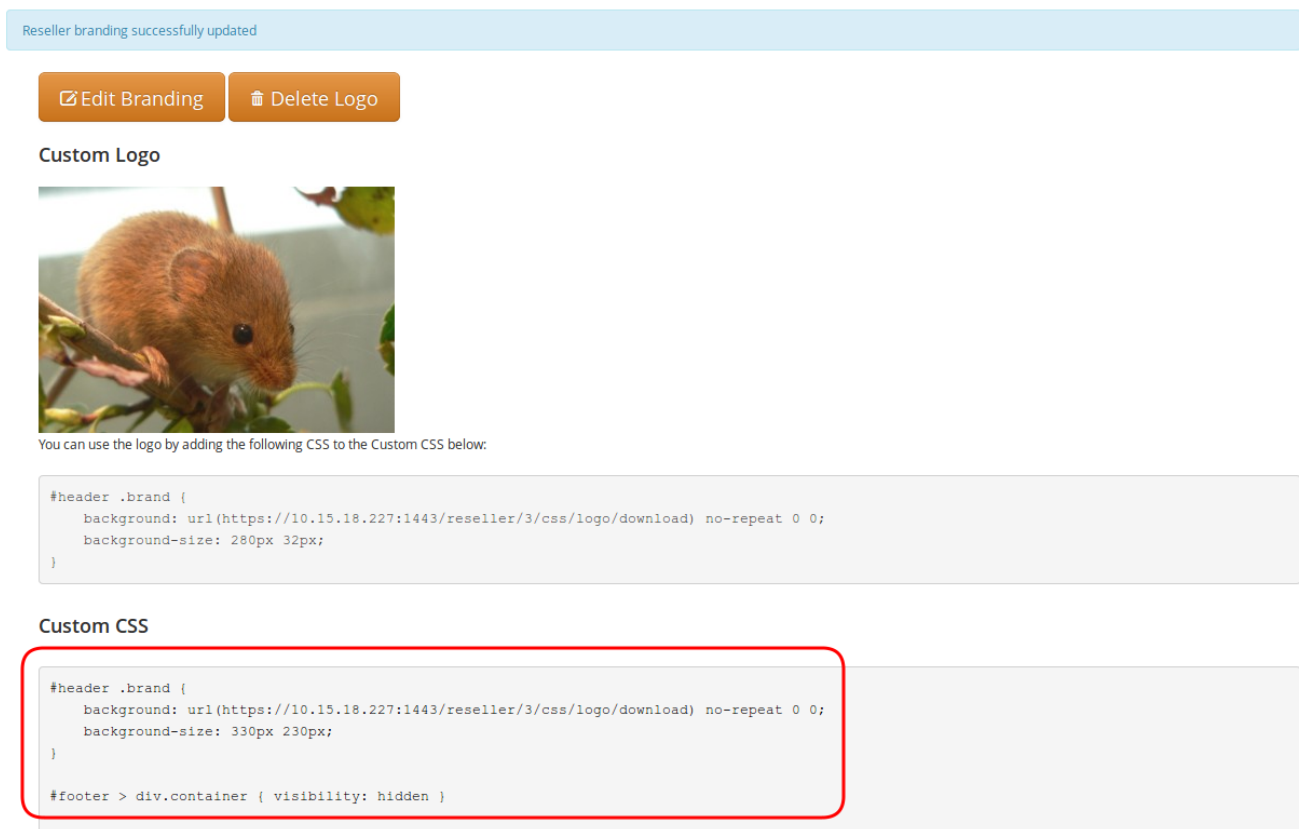 Reseller branding successfully updated
Edit Branding
Delete Logo
Custom Logo
You can use the logo by adding the following CSS to the Custom CSS below:
#header .brand {
    background: url(https://10.15.18.227:1443/reseller/3/css/logo/download) no-repeat 0 0;
    background-size: 280px 32px;
}
Custom CSS
#header .brand {
    background: url(https://10.15.18.227:1443/reseller/3/css/logo/download) no-repeat 0 0;
    background-size: 330px 230px;
}
#footer > div.container { visibility: hidden }